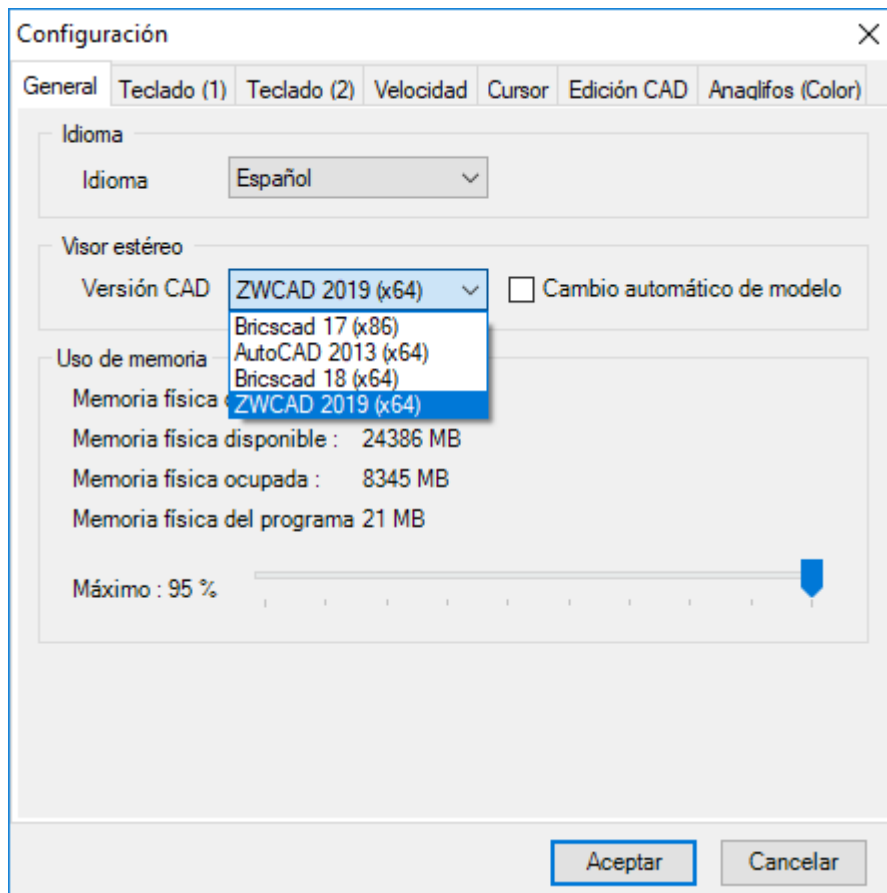 Configuración
General Teclado (1) Teclado (2) Velocidad Cursor Edición CAD Anaglifos (Color)
Idioma
Idioma Español
Visor estéreo
Versión CAD ZWCAD 2019 (x64) Cambio automático de modelo
Bricscad 17 (x86)
AutoCAD 2013 (x64)
Bricscad 18 (x64)
ZWCAD 2019 (x64)
Uso de memoria
Memoria física
Memoria física disponible : 24386 MB
Memoria física ocupada : 8345 MB
Memoria física del programa 21 MB
Máximo : 95 %
Aceptar Cancelar